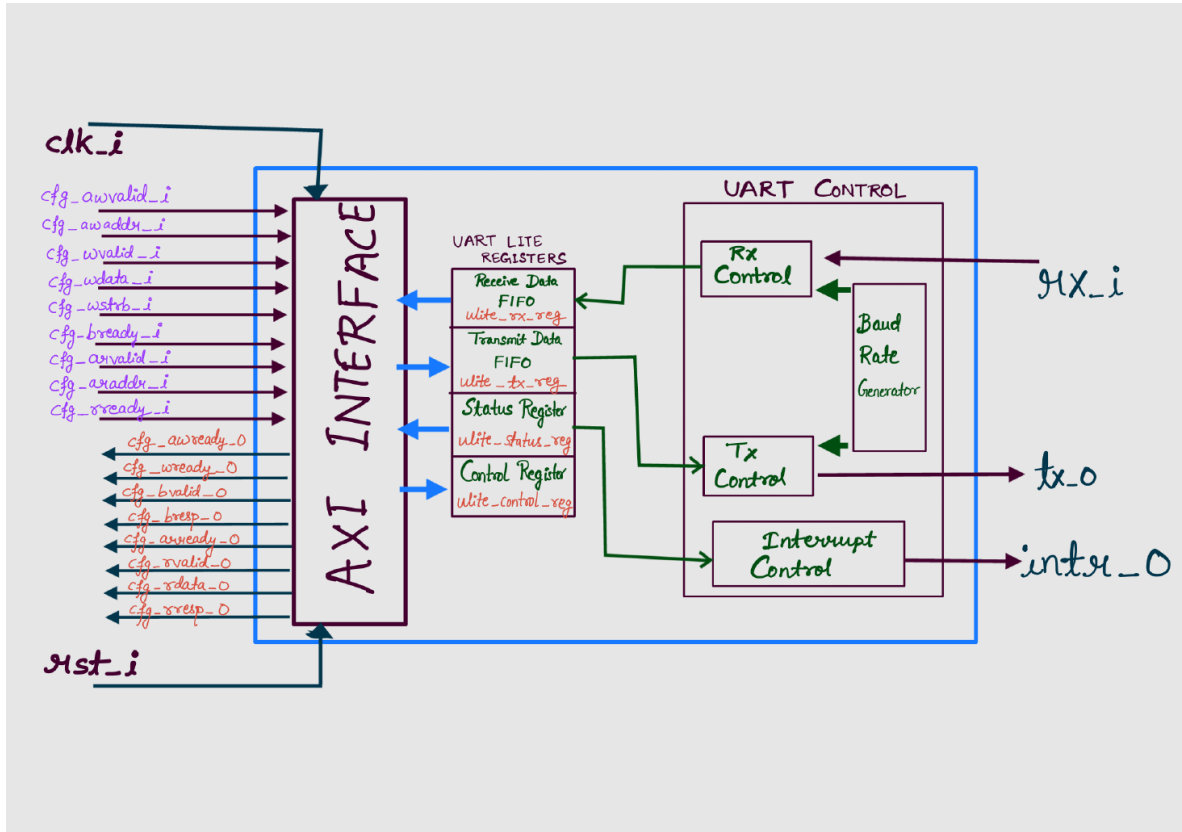 clk_i
cfg_awvalid_i
cfg_awaddr_i
cfg_wvalid_i
cfg_wdata_i
cfg_wstrb_i
cfg_bready_i
cfg_arvalid_i
cfg_araddr_i
cfg_rready_i
cfg_awready_o
cfg_wready_o
cfg_bvalid_o
cfg_bresp_o
cfg_arready_o
cfg_rvalid_o
cfg_rdata_o
cfg_rresp_o
rst_i
AXI INTERFACE
UART LITE
REGISTERS
Receive Data
FIFO
ulite_rx_reg
Transmit Data
FIFO
ulite_tx_reg
Status Register
ulite_status_reg
Control Register
ulite_control_reg
UART CONTROL
Rx
Control
Baud
Rate
Generator
Tx
Control
Interrupt
Control
rx_i
tx_o
intr_o